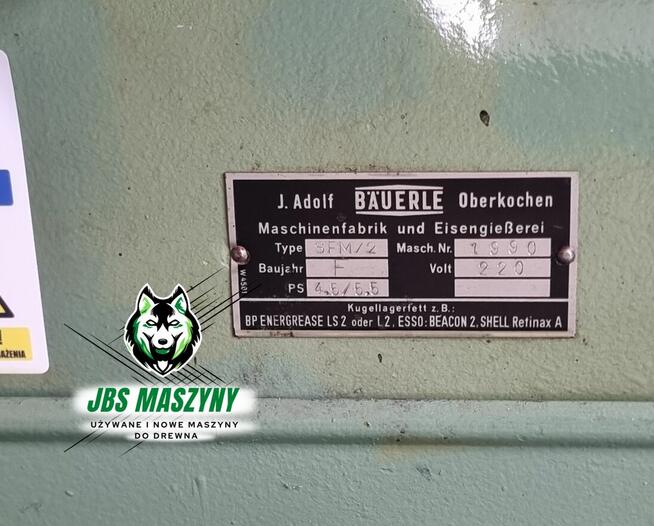 J. Adolf BÄUERLE Oberkochen
Maschinenfabrik und Eisengießerei
Type SFM/2 Masch. Nr. 1990
Baujahr F Volt 220
PS 4,5/5,5
Kugellagerfett z.B.:
BP ENERGREASE LS 2 oder L 2, ESSO: BEACON 2, SHELL Retinax A
W 4501
JBS MASZYNY
UŻYWANE I NOWE MASZYNY
DO DREWNA